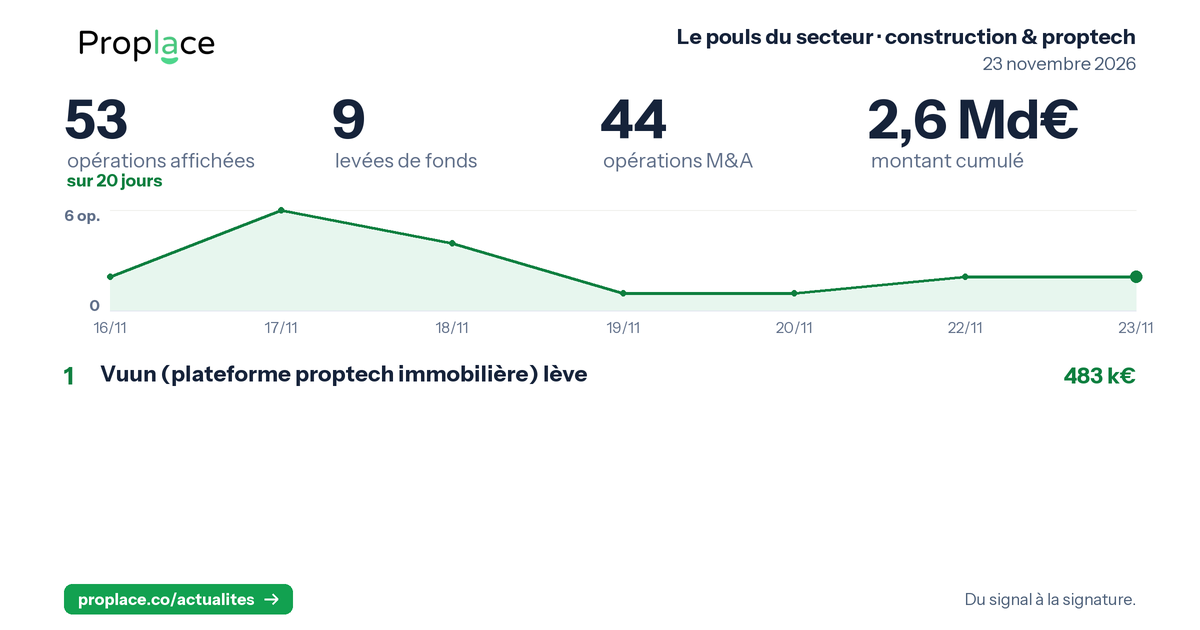 Proplace
Le pouls du secteur · construction & proptech
23 novembre 2026
53
opérations affichées
sur 20 jours
9
levées de fonds
44
opérations M&A
2,6 Md€
montant cumulé
6 op.
0
16/11
17/11
18/11
19/11
20/11
22/11
23/11
1 Vuun (plateforme proptech immobilière) lève 483 k€
proplace.co/actualites →
Du signal à la signature.